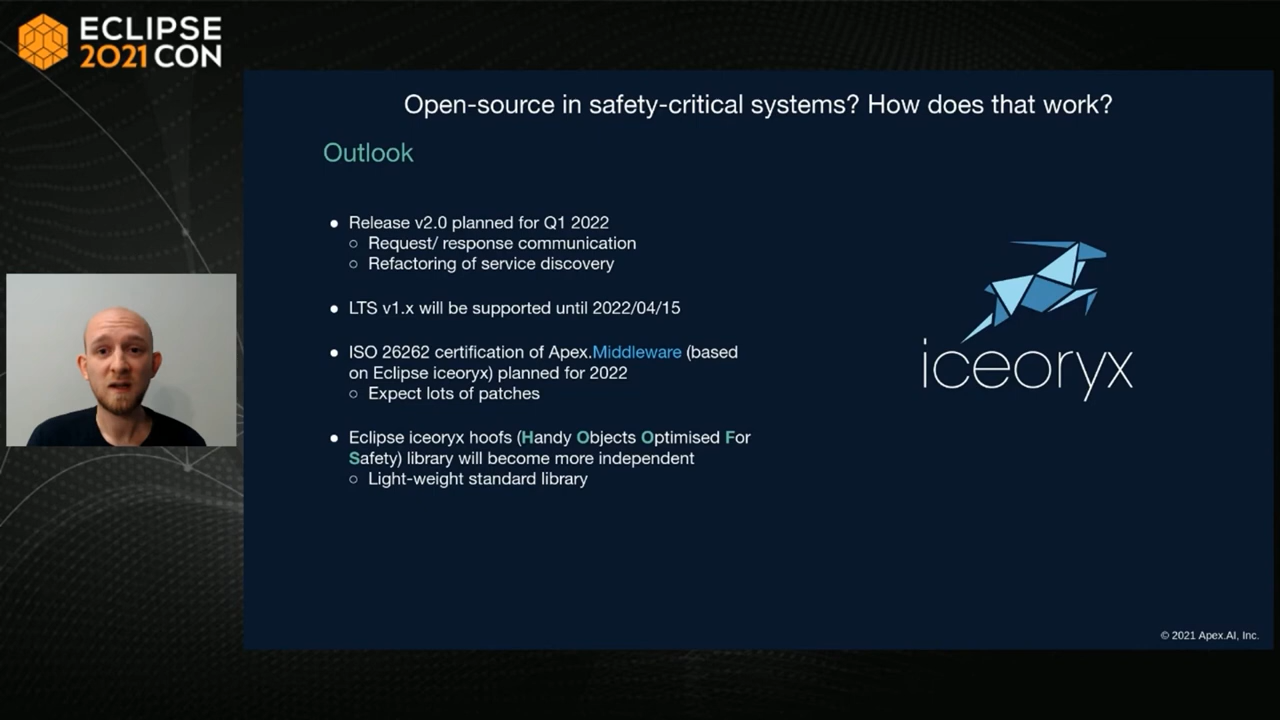 ECLIPSE
2021 CON
Open-source in safety-critical systems? How does that work?
Outlook
● Release v2.0 planned for Q1 2022
○ Request/ response communication
○ Refactoring of service discovery
● LTS v1.x will be supported until 2022/04/15
● ISO 26262 certification of Apex.Middleware (based
on Eclipse iceoryx) planned for 2022
○ Expect lots of patches
● Eclipse iceoryx hoofs (Handy Objects Optimised For
Safety) library will become more independent
○ Light-weight standard library
iceoryx
© 2021 Apex.AI, Inc.